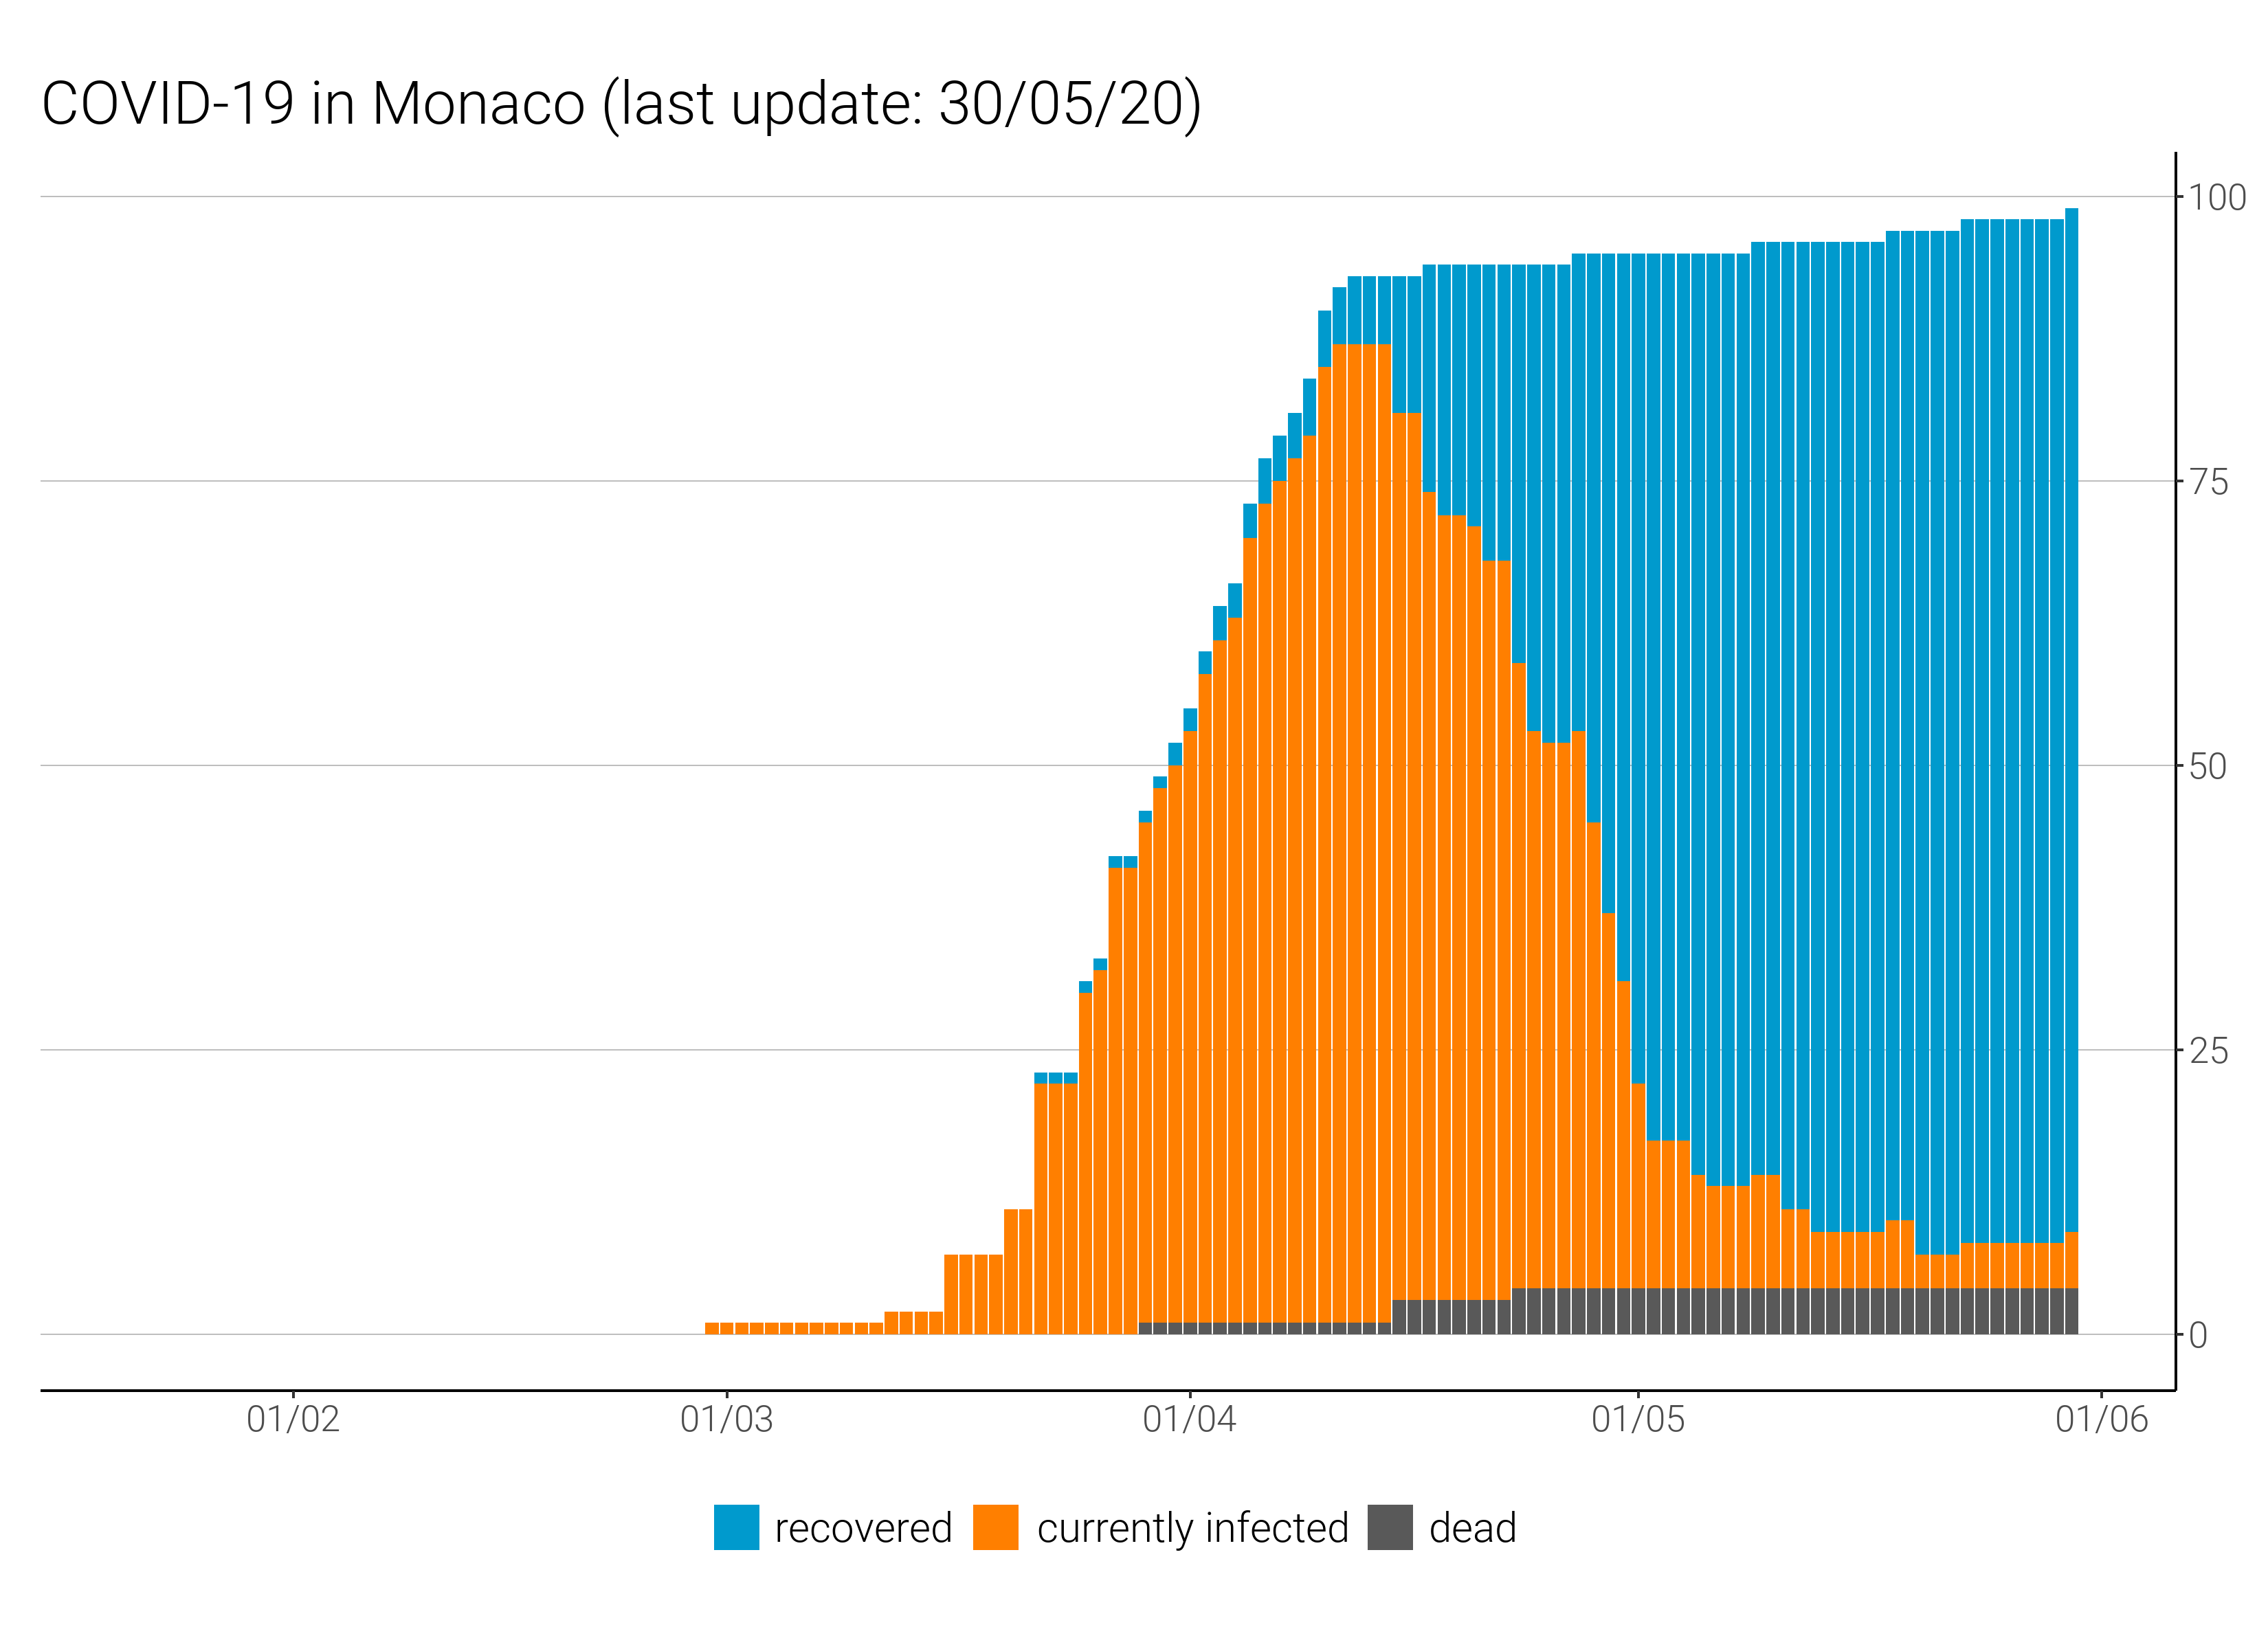 COVID-19 in Monaco (last update: 30/05/20)
100
75
50
25
0
01/02 01/03 01/04 01/05 01/06
recovered currently infected dead